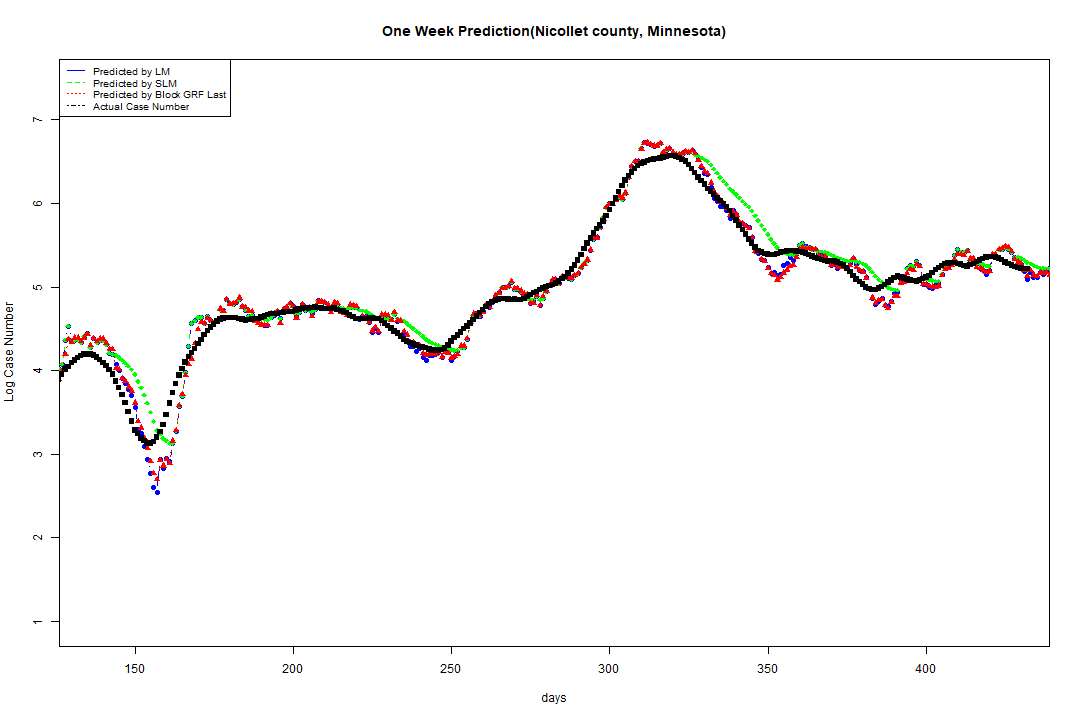 One Week Prediction(Nicollet county, Minnesota)
Predicted by LM
Predicted by SLM
Predicted by Block GRF Last
Actual Case Number
7
6
5
4
3
2
1
Log Case Number
150 200 250 300 350 400
days